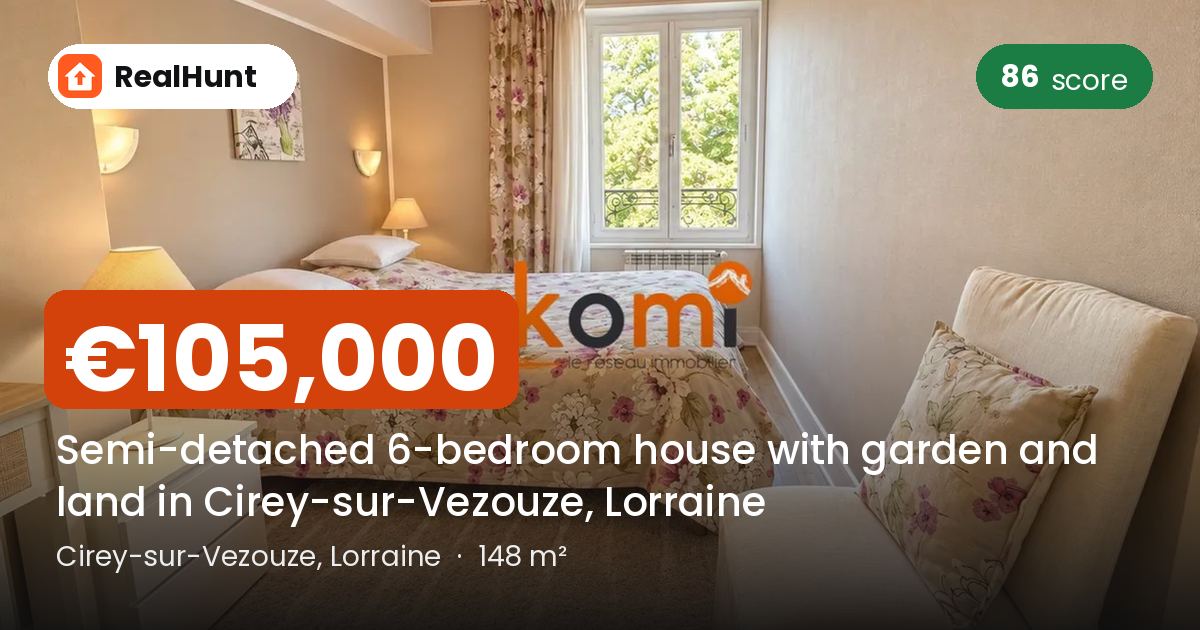 RealHunt
86 score
komi
le réseau immobilier
€105,000
Semi-detached 6-bedroom house with garden and
land in Cirey-sur-Vezouze, Lorraine
Cirey-sur-Vezouze, Lorraine · 148 m²